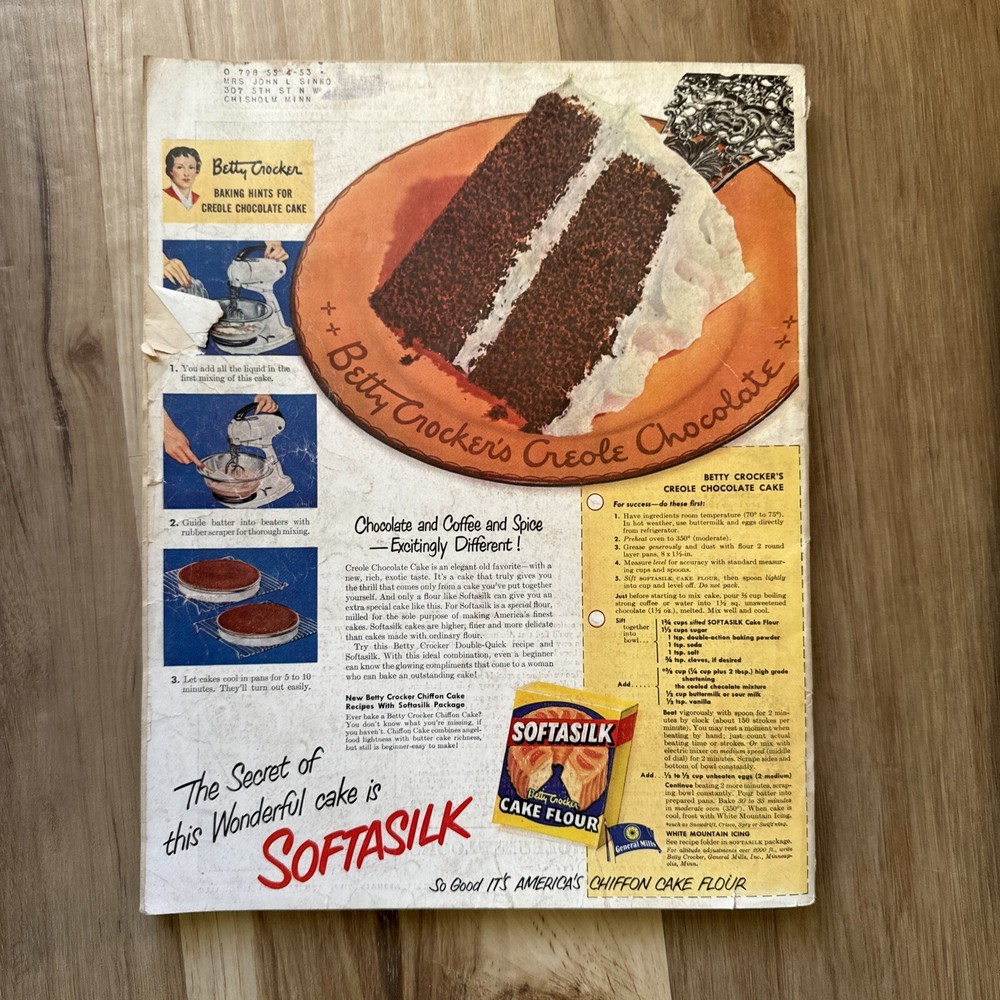 O 798 55 4-53
MRS JOHN L SINKO
307 5TH ST N W
CHISHOLM MINN
Betty Crocker
BAKING HINTS FOR
CREOLE CHOCOLATE CAKE
1. You add all the liquid in the
first mixing of this cake.
2. Guide batter into beaters with
rubber scraper for thorough mixing.
3. Let cakes cool in pans for 5 to 10
minutes. They'll turn out easily.
Betty Crocker's Creole Chocolate
Chocolate and Coffee and Spice
—Excitingly Different!
Creole Chocolate Cake is an elegant old favorite—with a
new, rich, exotic taste. It's a cake that truly gives you
the thrill that comes only from a cake you've put together
yourself. And only a flour like Softasilk can give you an
extra special cake like this. For Softasilk is a special flour,
milled for the sole purpose of making America's finest
cakes. Softasilk cakes are higher, finer and more delicate
than cakes made with ordinary flour.
Try this Betty Crocker Double-Quick recipe and
Softasilk. With this ideal combination, even a beginner
can know the glowing compliments that come to a woman
who can bake an outstanding cake!
New Betty Crocker Chiffon Cake
Recipes With Softasilk Package
Ever bake a Betty Crocker Chiffon Cake?
You don't know what you're missing, if
you haven't. Chiffon Cake combines angel-
food lightness with butter cake richness,
but still is beginner-easy to make!
The Secret of
this Wonderful cake is
SOFTASILK
SOFTASILK
Betty Crocker
CAKE FLOUR
General Mills
So Good IT'S AMERICA'S CHIFFON CAKE FLOUR
BETTY CROCKER'S
CREOLE CHOCOLATE CAKE
For success—do these first:
1. Have ingredients room temperature (70° to 75°).
In hot weather, use buttermilk and eggs directly
from refrigerator.
2. Preheat oven to 350° (moderate).
3. Grease generously and dust with flour 2 round
layer pans, 8 x 1½-in.
4. Measure level for accuracy with standard measur-
ing cups and spoons.
5. Sift SOFTASILK CAKE FLOUR, then spoon lightly
into cup and level off. Do not pack.
Just before starting to mix cake, pour ⅔ cup boiling
strong coffee or water into 1½ sq. unsweetened
chocolate (1½ oz.), melted. Mix well and cool.
Sift together into bowl...
1¾ cups sifted SOFTASILK Cake Flour
1½ cups sugar
1 tsp. double-action baking powder
1 tsp. soda
1 tsp. salt
¾ tsp. cloves, if desired
Add.....
*⅜ cup (¼ cup plus 2 tbsp.) high grade
shortening
the cooled chocolate mixture
½ cup buttermilk or sour milk
½ tsp. vanilla
Beat vigorously with spoon for 2 min-
utes by clock (about 150 strokes per
minute). You may rest a moment when
beating by hand; just count actual
beating time or strokes. Or mix with
electric mixer on medium speed (middle
of dial) for 2 minutes. Scrape sides and
bottom of bowl constantly.
Add...⅓ to ½ cup unbeaten eggs (2 medium)
Continue beating 2 more minutes, scrap-
ing bowl constantly. Pour batter into
prepared pans. Bake 30 to 35 minutes
in moderate oven (350°). When cake is
cool, frost with White Mountain Icing.
*such as Snowdrift, Crisco, Spry or Swift'ning.
WHITE MOUNTAIN ICING
See recipe folder in SOFTASILK package.
For altitude adjustments over 3000 ft., write
Betty Crocker, General Mills, Inc., Minneap-
olis, Minn.